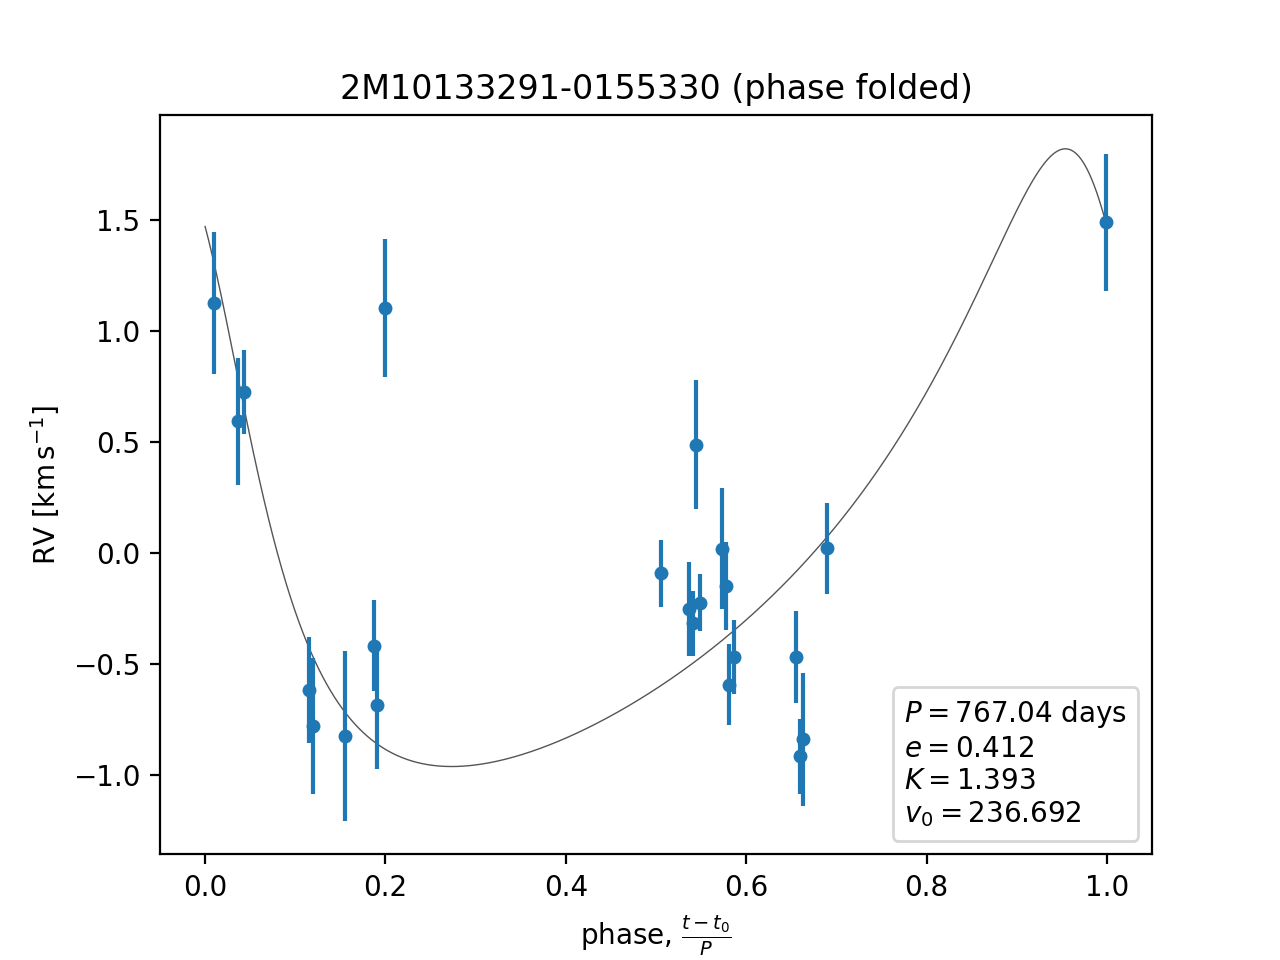 2M10133291-0155330 (phase folded)
RV [km s⁻¹]
1.5
1.0
0.5
0.0
−0.5
−1.0
P = 767.04 days
e = 0.412
K = 1.393
v₀ = 236.692
0.0 0.2 0.4 0.6 0.8 1.0
phase, (t − t₀)/P